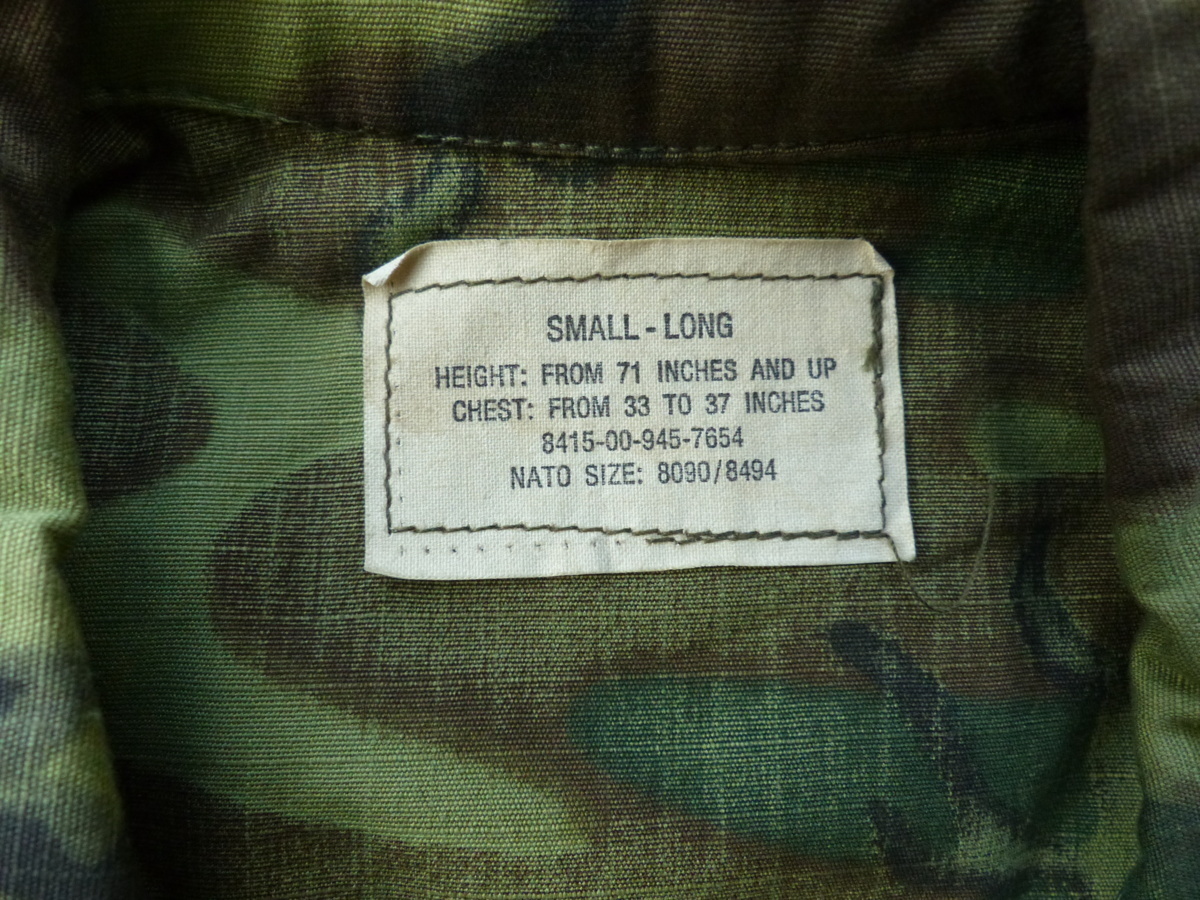 SMALL - LONG
HEIGHT: FROM 71 INCHES AND UP
CHEST: FROM 33 TO 37 INCHES
8415-00-945-7654
NATO SIZE: 8090/8494